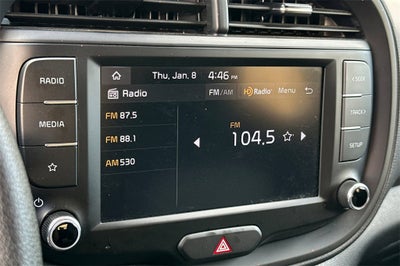 RADIO
MEDIA
Thu, Jan. 8 4:46 PM
Radio FM/AM HD Radio Menu
FM 87.5
FM 88.1
AM 530
FM
104.5
< SEEK
TRACK >
SETUP